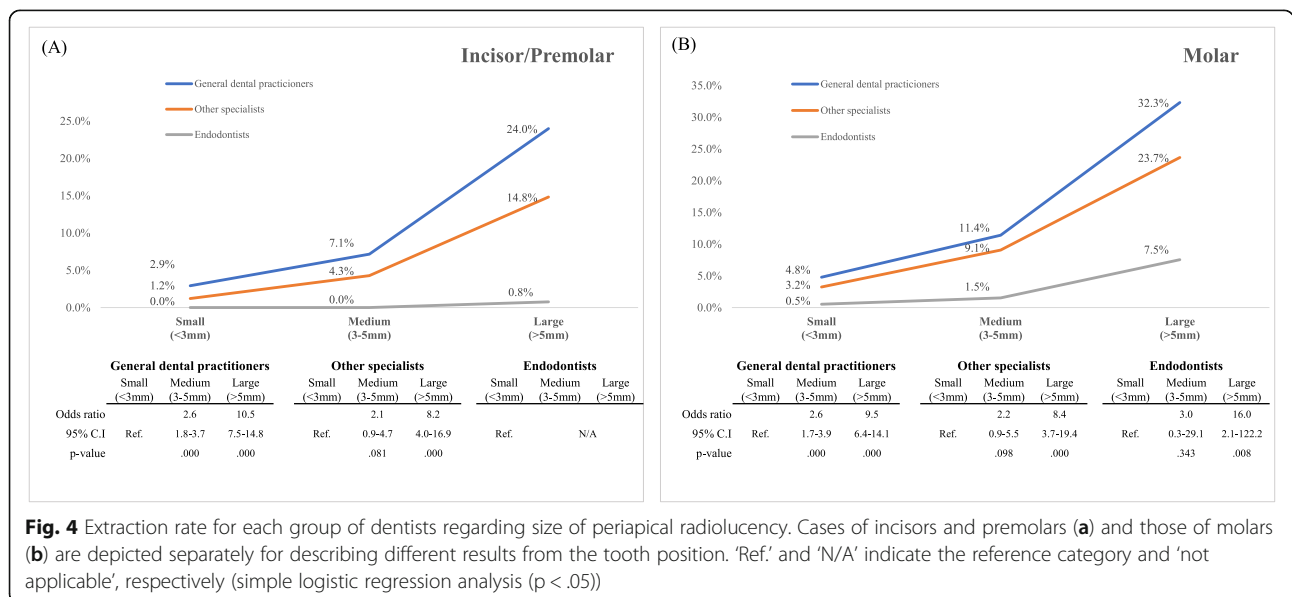 (A)
Incisor/Premolar
General dental practicioners
Other specialists
Endodontists
25.0%
20.0%
15.0%
10.0%
5.0%
0.0%
24.0%
14.8%
7.1%
4.3%
2.9%
1.2%
0.0%
0.0%
0.8%
Small Medium Large
(<3mm) (3-5mm) (>5mm)
General dental practitioners Other specialists Endodontists
Small Medium Large Small Medium Large Small Medium Large
(<3mm) (3-5mm) (>5mm) (<3mm) (3-5mm) (>5mm) (<3mm) (3-5mm) (>5mm)
Odds ratio 2.6 10.5 2.1 8.2
95% C.I Ref. 1.8-3.7 7.5-14.8 Ref. 0.9-4.7 4.0-16.9 Ref. N/A
p-value .000 .000 .081 .000
(B)
Molar
General dental practicioners
Other specialists
Endodontists
35.0%
30.0%
25.0%
20.0%
15.0%
10.0%
5.0%
0.0%
32.3%
23.7%
11.4%
9.1%
7.5%
4.8%
3.2%
0.5%
1.5%
Small Medium Large
(<3mm) (3-5mm) (>5mm)
General dental practitioners Other specialists Endodontists
Small Medium Large Small Medium Large Small Medium Large
(<3mm) (3-5mm) (>5mm) (<3mm) (3-5mm) (>5mm) (<3mm) (3-5mm) (>5mm)
Odds ratio 2.6 9.5 2.2 8.4 3.0 16.0
95% C.I Ref. 1.7-3.9 6.4-14.1 Ref. 0.9-5.5 3.7-19.4 Ref. 0.3-29.1 2.1-122.2
p-value .000 .000 .098 .000 .343 .008
Fig. 4 Extraction rate for each group of dentists regarding size of periapical radiolucency. Cases of incisors and premolars (a) and those of molars
(b) are depicted separately for describing different results from the tooth position. ‘Ref.’ and ‘N/A’ indicate the reference category and ‘not
applicable’, respectively (simple logistic regression analysis (p < .05))